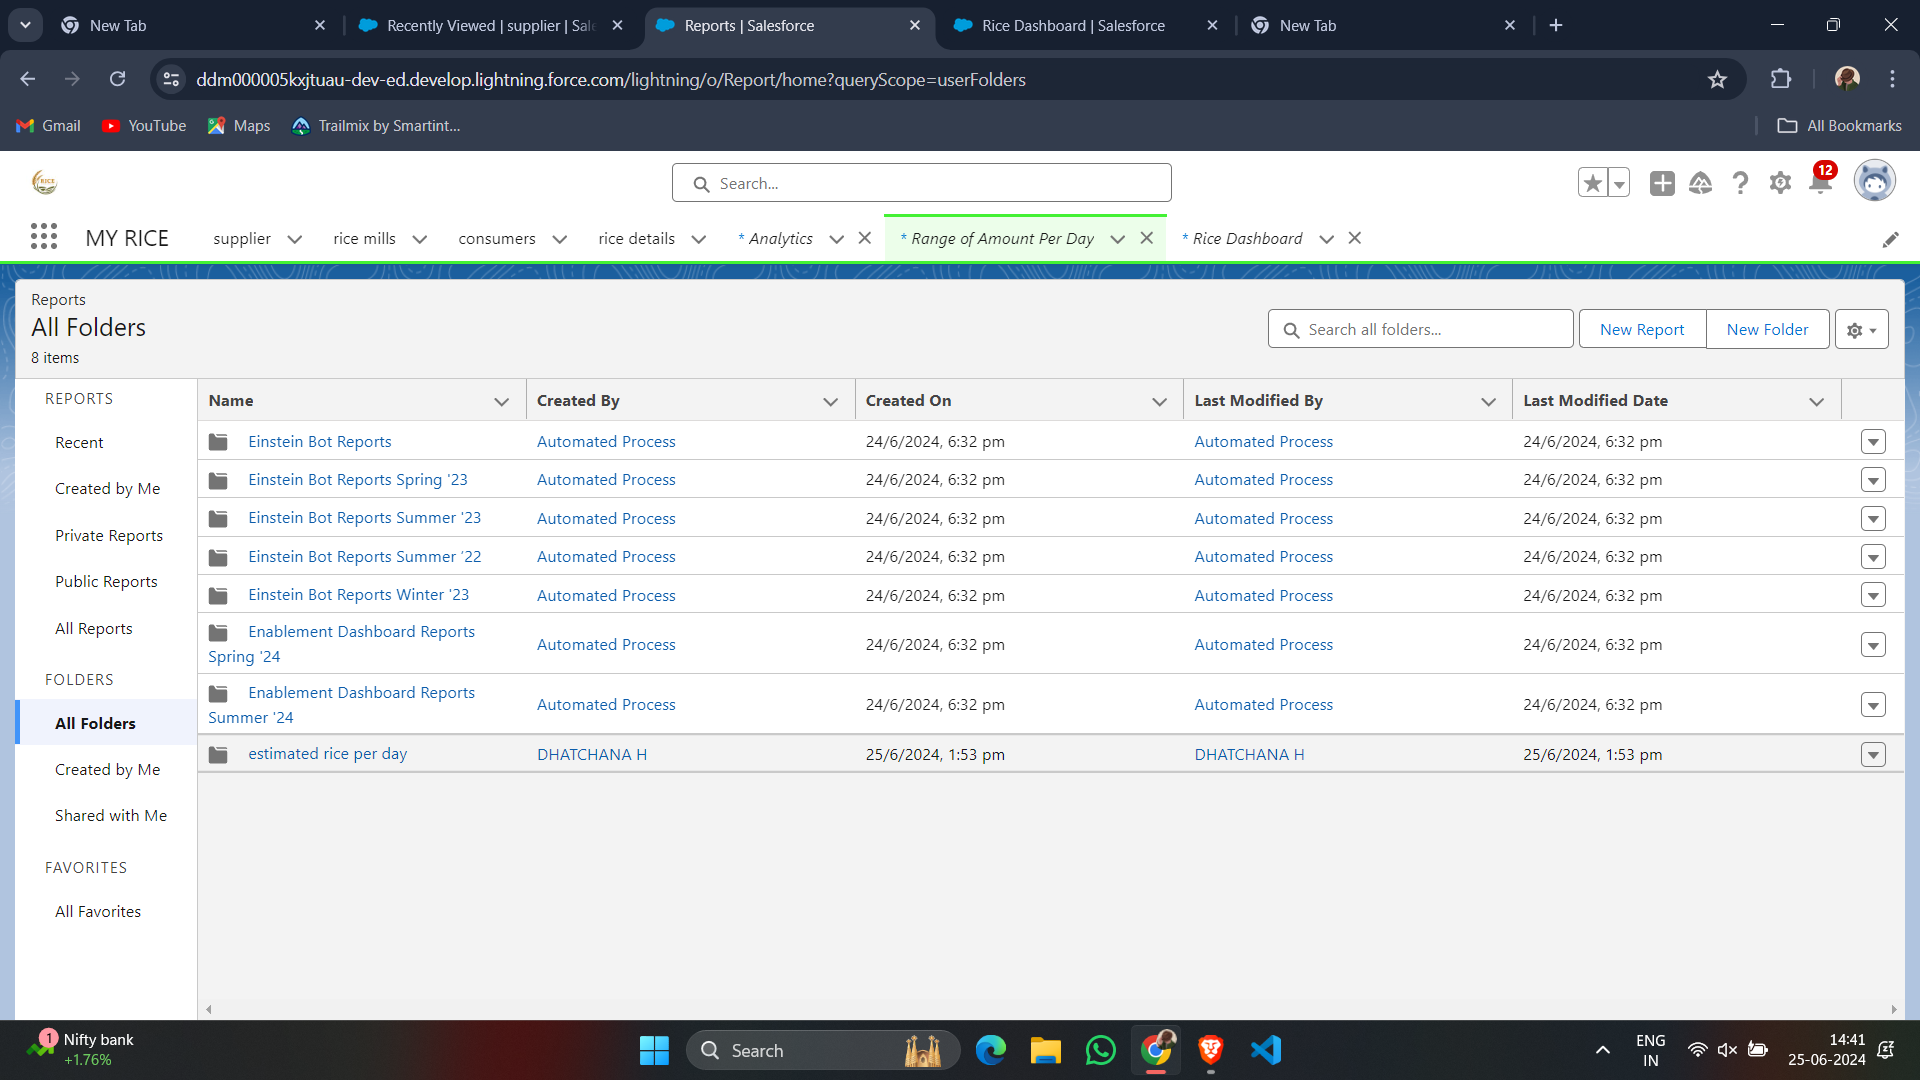 New Tab
Recently Viewed | supplier | Sale
Reports | Salesforce
Rice Dashboard | Salesforce
New Tab
ddm000005kxjtuau-dev-ed.develop.lightning.force.com/lightning/o/Report/home?queryScope=userFolders
Gmail
YouTube
Maps
Trailmix by Smartint...
All Bookmarks
RICE
Search...
12
MY RICE
supplier
rice mills
consumers
rice details
* Analytics
* Range of Amount Per Day
* Rice Dashboard
Reports
All Folders
8 items
Search all folders...
New Report
New Folder
REPORTS
Recent
Created by Me
Private Reports
Public Reports
All Reports
FOLDERS
All Folders
Created by Me
Shared with Me
FAVORITES
All Favorites
Name Created By Created On Last Modified By Last Modified Date
Einstein Bot Reports Automated Process 24/6/2024, 6:32 pm Automated Process 24/6/2024, 6:32 pm
Einstein Bot Reports Spring '23 Automated Process 24/6/2024, 6:32 pm Automated Process 24/6/2024, 6:32 pm
Einstein Bot Reports Summer '23 Automated Process 24/6/2024, 6:32 pm Automated Process 24/6/2024, 6:32 pm
Einstein Bot Reports Summer '22 Automated Process 24/6/2024, 6:32 pm Automated Process 24/6/2024, 6:32 pm
Einstein Bot Reports Winter '23 Automated Process 24/6/2024, 6:32 pm Automated Process 24/6/2024, 6:32 pm
Enablement Dashboard Reports
Spring '24 Automated Process 24/6/2024, 6:32 pm Automated Process 24/6/2024, 6:32 pm
Enablement Dashboard Reports
Summer '24 Automated Process 24/6/2024, 6:32 pm Automated Process 24/6/2024, 6:32 pm
estimated rice per day DHATCHANA H 25/6/2024, 1:53 pm DHATCHANA H 25/6/2024, 1:53 pm
1
Nifty bank
+1.76%
Search
ENG
IN
14:41
25-06-2024